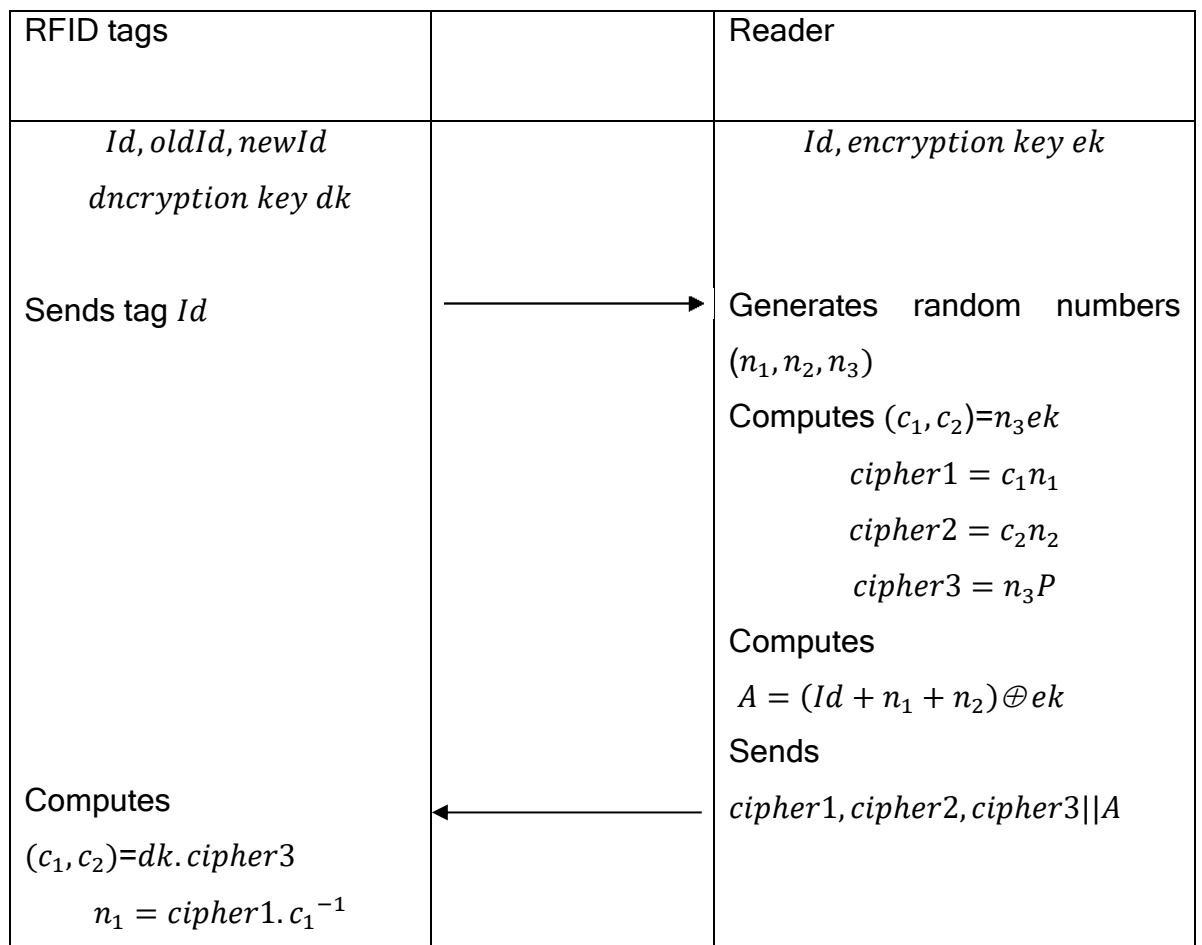 RFID tags
Reader
Id, oldId, newId
dncryption key dk
Id, encryption key ek
Sends tag Id
Generates random numbers
(n₁, n₂, n₃)
Computes (c₁, c₂)=n₃ek
cipher1 = c₁n₁
cipher2 = c₂n₂
cipher3 = n₃P
Computes
A = (Id + n₁ + n₂)⊕ek
Sends
cipher1, cipher2, cipher3||A
Computes
(c₁, c₂)=dk. cipher3
n₁ = cipher1. c₁⁻¹